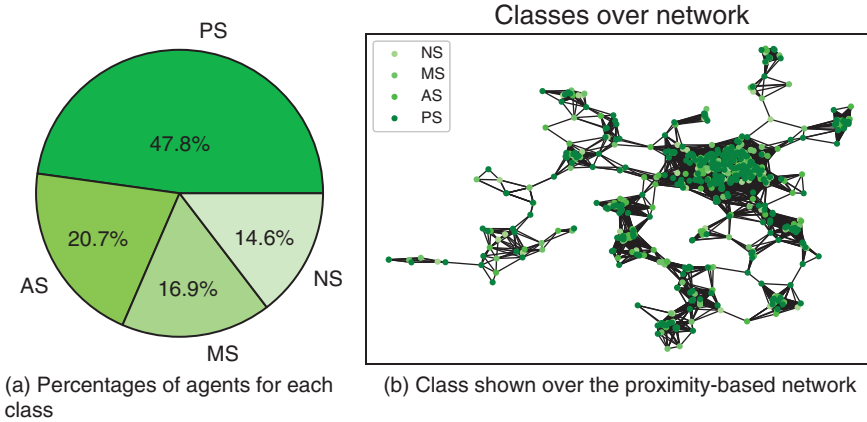 PS
47.8%
20.7%
14.6%
16.9%
AS
NS
MS
(a) Percentages of agents for each
class
Classes over network
NS
MS
AS
PS
(b) Class shown over the proximity-based network